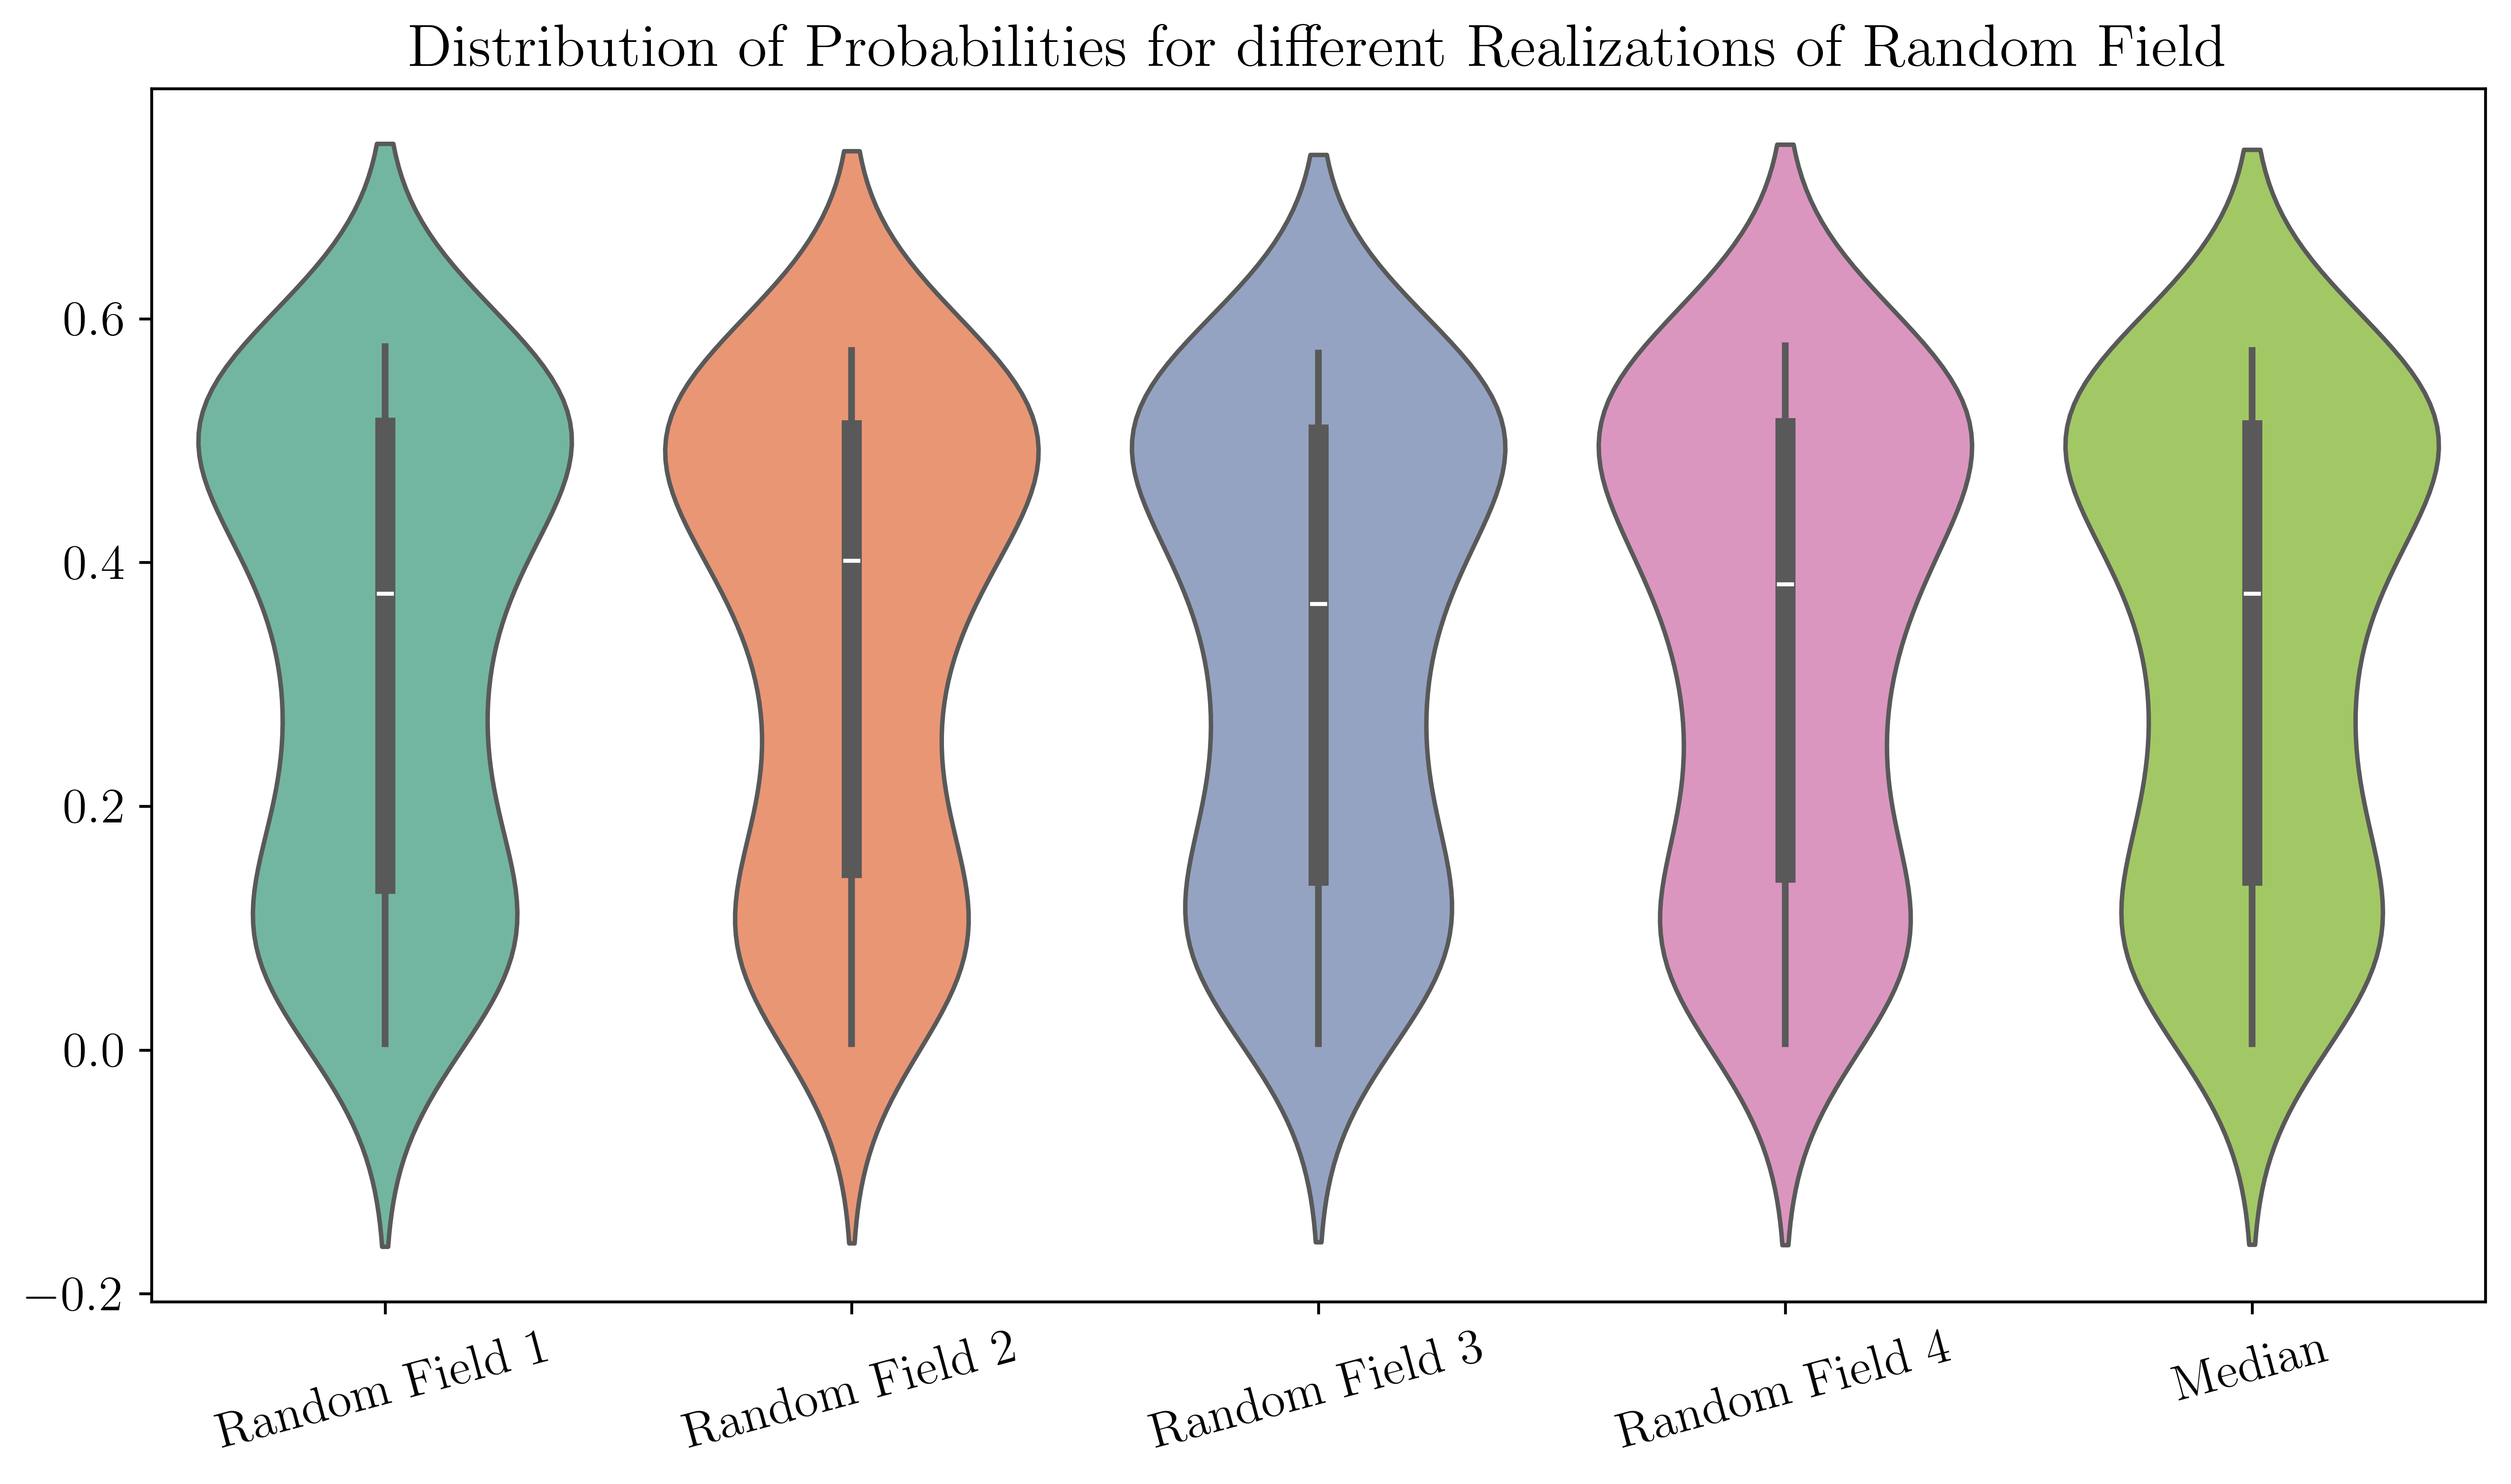 Distribution of Probabilities for different Realizations of Random Field
0.6
0.4
0.2
0.0
−0.2
Random Field 1
Random Field 2
Random Field 3
Random Field 4
Median